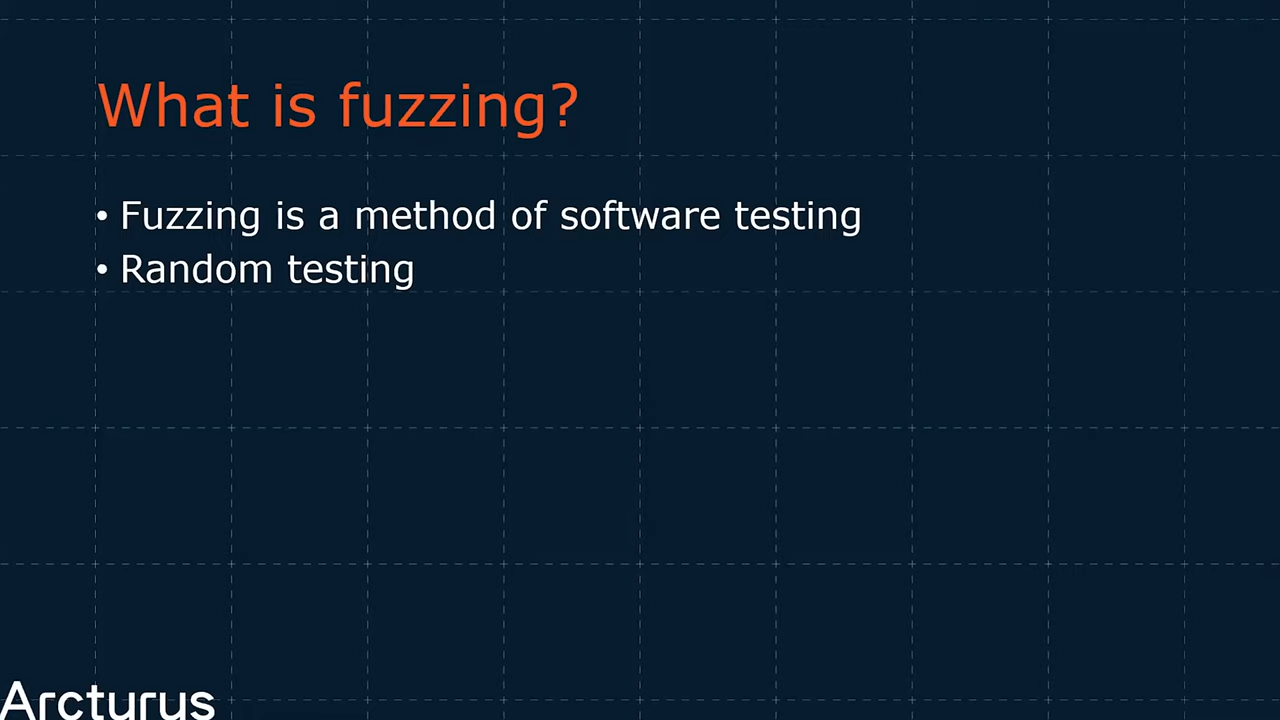 What is fuzzing?
• Fuzzing is a method of software testing
• Random testing
Arcturus